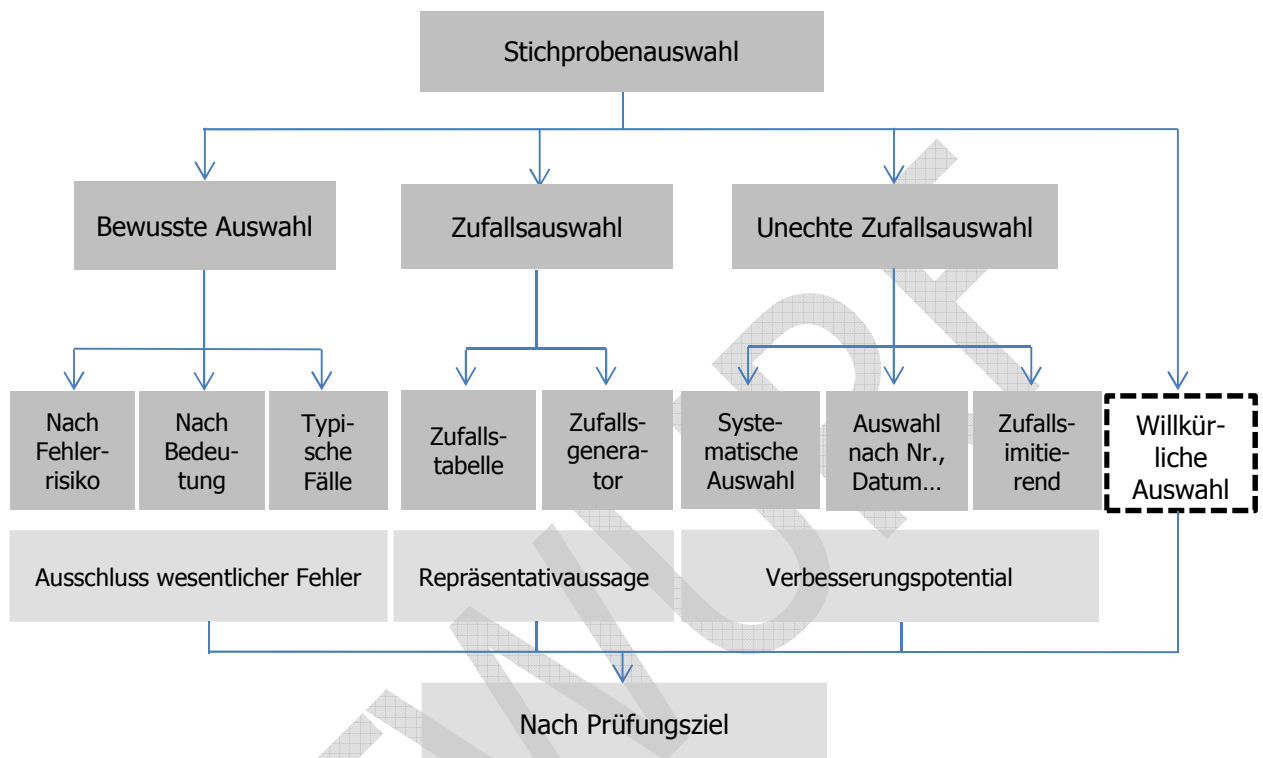 Stichprobenauswahl
Bewusste Auswahl
Zufallsauswahl
Unechte Zufallsauswahl
Nach
Fehler-
risiko
Nach
Bedeu-
tung
Typi-
sche
Fälle
Zufalls-
tabelle
Zufalls-
genera-
tor
Syste-
matische
Auswahl
Auswahl
nach Nr.,
Datum…
Zufalls-
imitie-
rend
Willkür-
liche
Auswahl
Ausschluss wesentlicher Fehler
Repräsentativaussage
Verbesserungspotential
Nach Prüfungsziel